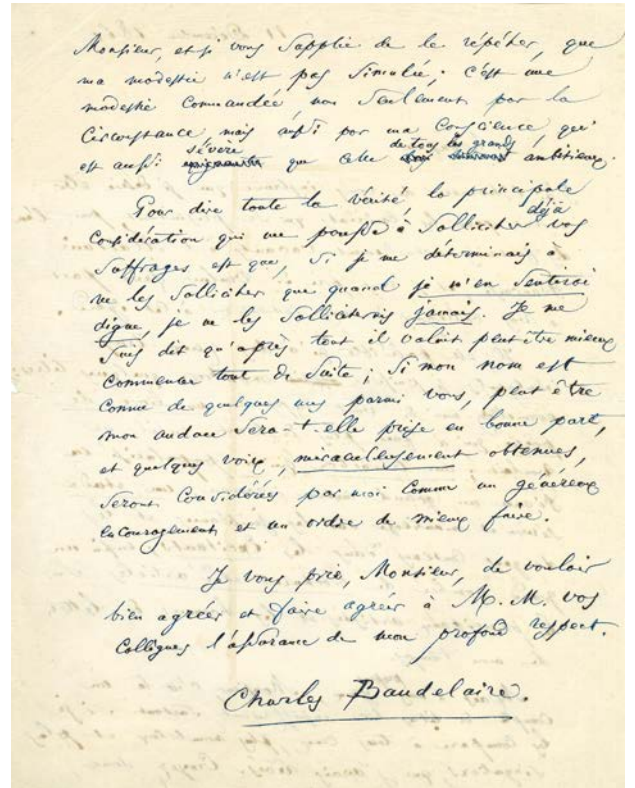 Monsieur, et je vous supplie de le répéter, que
ma modestie n'est pas simulée; c'est une
modestie commandée, non seulement par la
circonstance, mais aussi par ma conscience, qui
est aussi sévère que celle de tous les grands ambitieux.
Pour dire toute la vérité, la principale
considération qui me pousse à solliciter déjà vos
suffrages est que, si je me déterminais à
ne les solliciter que quand je m'en sentirai
digne, je ne les solliciterais jamais. Je me
suis dit qu'après tout il valait peut être mieux
commencer tout de suite; si mon nom est
connu de quelques uns parmi vous, peut être
mon audace sera-t-elle prise en bonne part,
et quelques voix, miraculeusement obtenues,
seront considérées par moi comme un généreux
encouragement et un ordre de mieux faire.
Je vous prie, Monsieur, de vouloir
bien agréer et faire agréer à M. M. vos
collègues l'assurance de mon profond respect.
Charles Baudelaire.